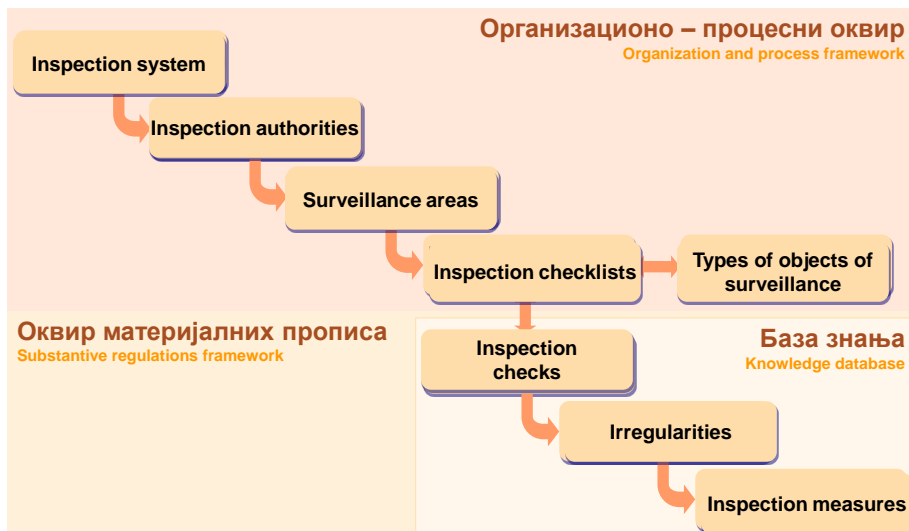 Организационо – процесни оквир
Organization and process framework
Inspection system
Inspection authorities
Surveillance areas
Inspection checklists
Types of objects of
surveillance
Оквир материјалних прописа
Substantive regulations framework
База знања
Knowledge database
Inspection
checks
Irregularities
Inspection measures